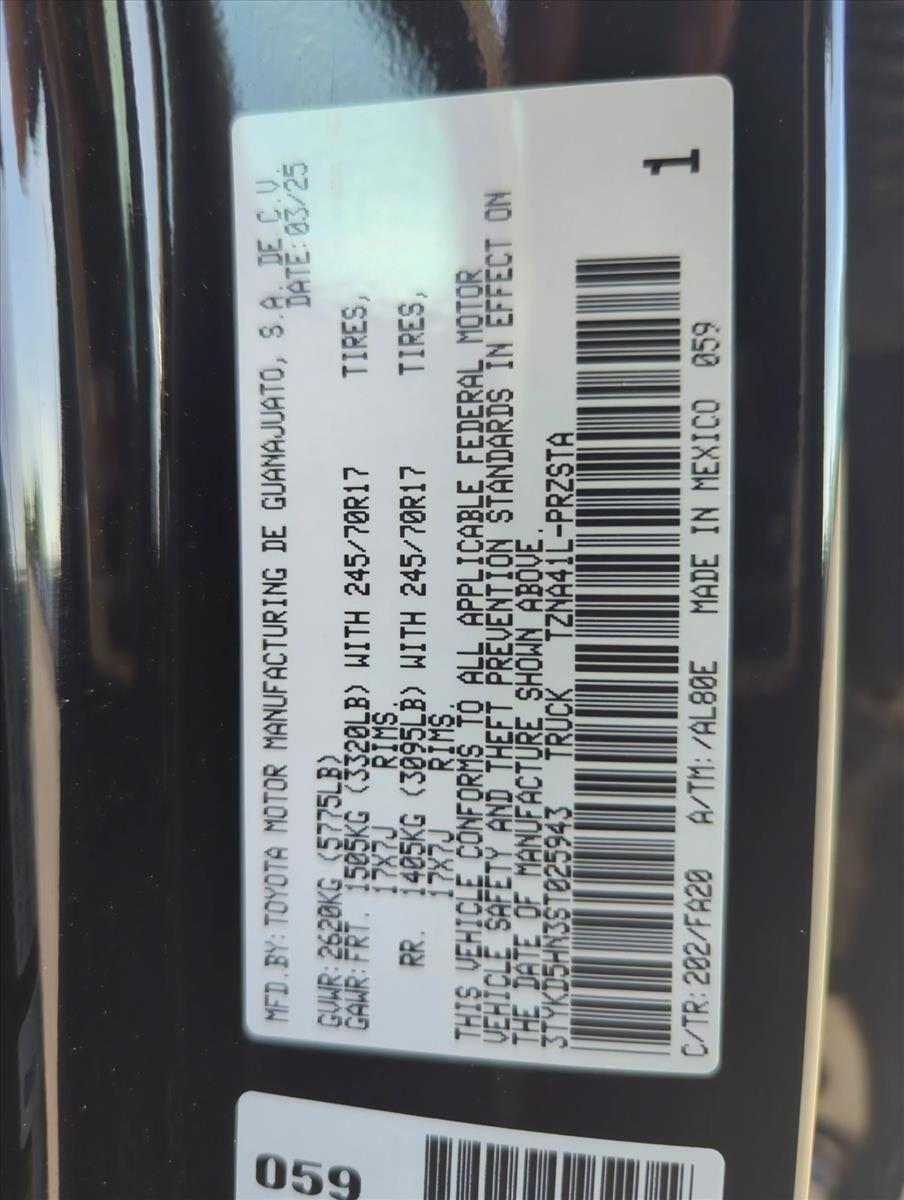 MFD.BY: TOYOTA MOTOR MANUFACTURING DE GUANAJUATO, S.A. DE C.V.
DATE: 03/25
GVWR: 2620KG (5775LB)
GAWR: FRT. 1505KG (3320LB) WITH 245/70R17 TIRES,
17X7J RIMS.
RR. 1405KG (3095LB) WITH 245/70R17 TIRES,
17X7J RIMS.
THIS VEHICLE CONFORMS TO ALL APPLICABLE FEDERAL MOTOR
VEHICLE SAFETY AND THEFT PREVENTION STANDARDS IN EFFECT ON
THE DATE OF MANUFACTURE SHOWN ABOVE.
3TYKD5HN3ST025943 TRUCK TZNA41L-PRZSTA
1
C/TR: 202/FA20 A/TM: /AL80E MADE IN MEXICO 059
059